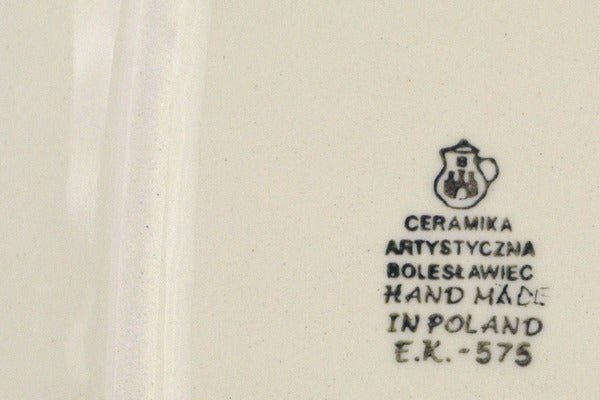 B
CERAMIKA
ARTYSTYCZNA
BOLESŁAWIEC
HAND MADE
IN POLAND
E.K.-575